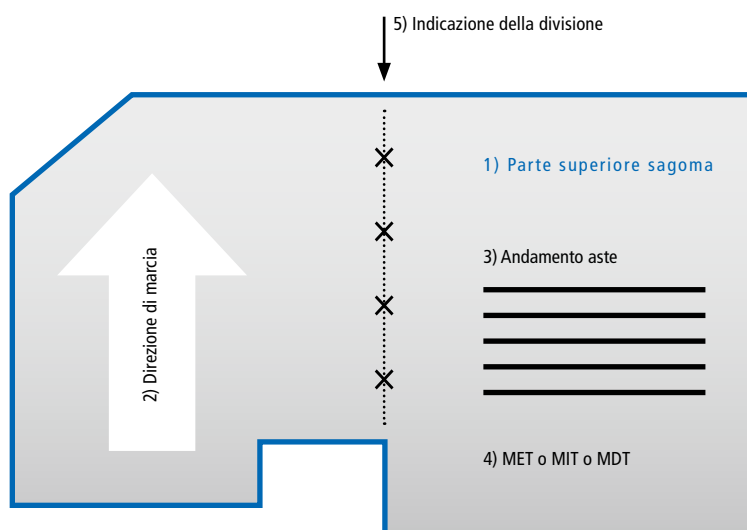 5) Indicazione della divisione
1) Parte superiore sagoma
2) Direzione di marcia
3) Andamento aste
4) MET o MIT o MDT